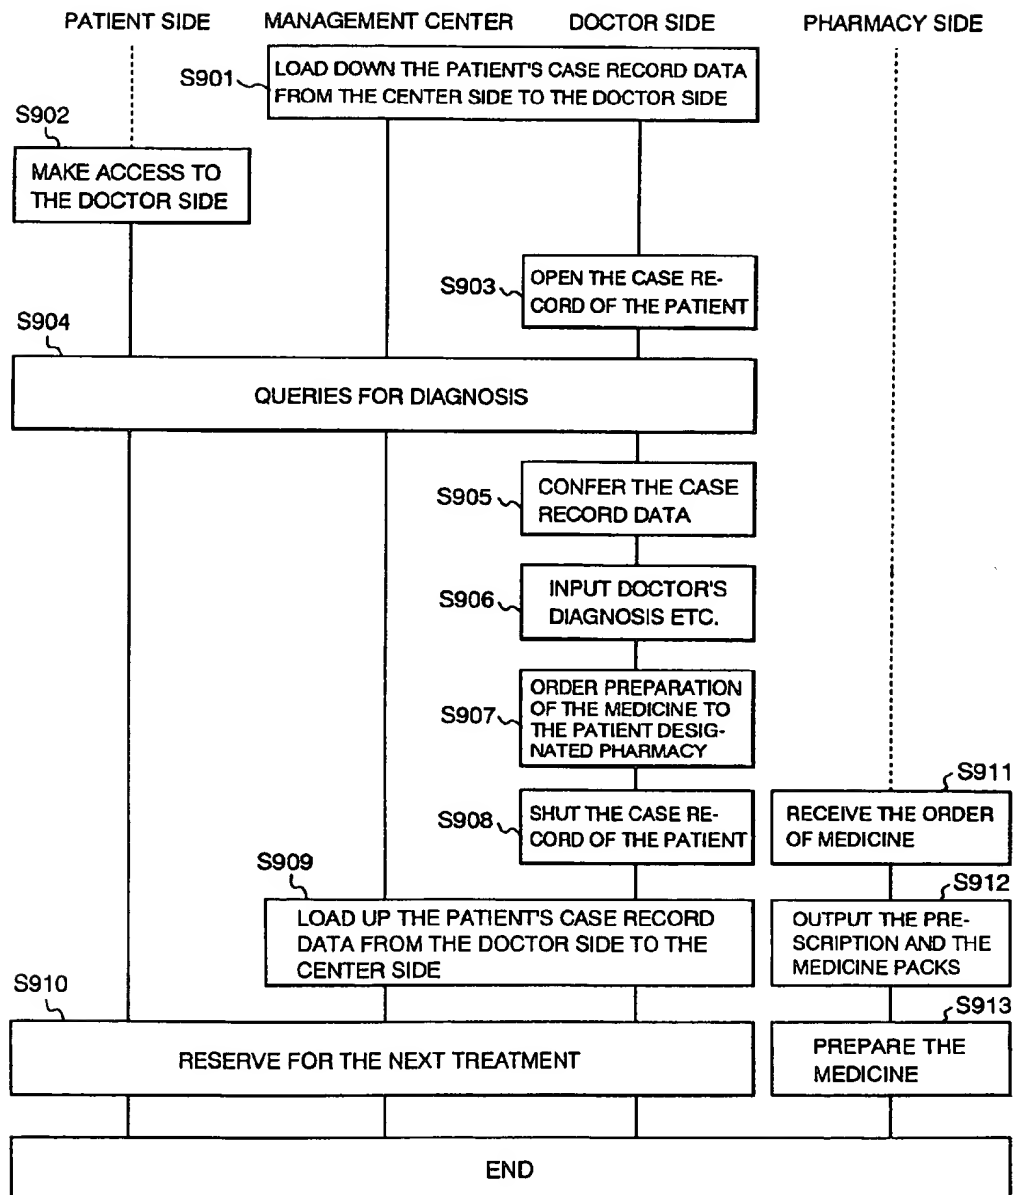 PATIENT SIDE
MANAGEMENT CENTER
DOCTOR SIDE
PHARMACY SIDE
S901
LOAD DOWN THE PATIENT'S CASE RECORD DATA
FROM THE CENTER SIDE TO THE DOCTOR SIDE
S902
MAKE ACCESS TO
THE DOCTOR SIDE
S903
OPEN THE CASE RE-
CORD OF THE PATIENT
S904
QUERIES FOR DIAGNOSIS
S905
CONFER THE CASE
RECORD DATA
S906
INPUT DOCTOR'S
DIAGNOSIS ETC.
S907
ORDER PREPARATION
OF THE MEDICINE TO
THE PATIENT DESIG-
NATED PHARMACY
S908
SHUT THE CASE RE-
CORD OF THE PATIENT
S911
RECEIVE THE ORDER
OF MEDICINE
S909
LOAD UP THE PATIENT'S CASE RECORD
DATA FROM THE DOCTOR SIDE TO THE
CENTER SIDE
S912
OUTPUT THE PRE-
SCRIPTION AND THE
MEDICINE PACKS
S910
RESERVE FOR THE NEXT TREATMENT
S913
PREPARE THE
MEDICINE
END